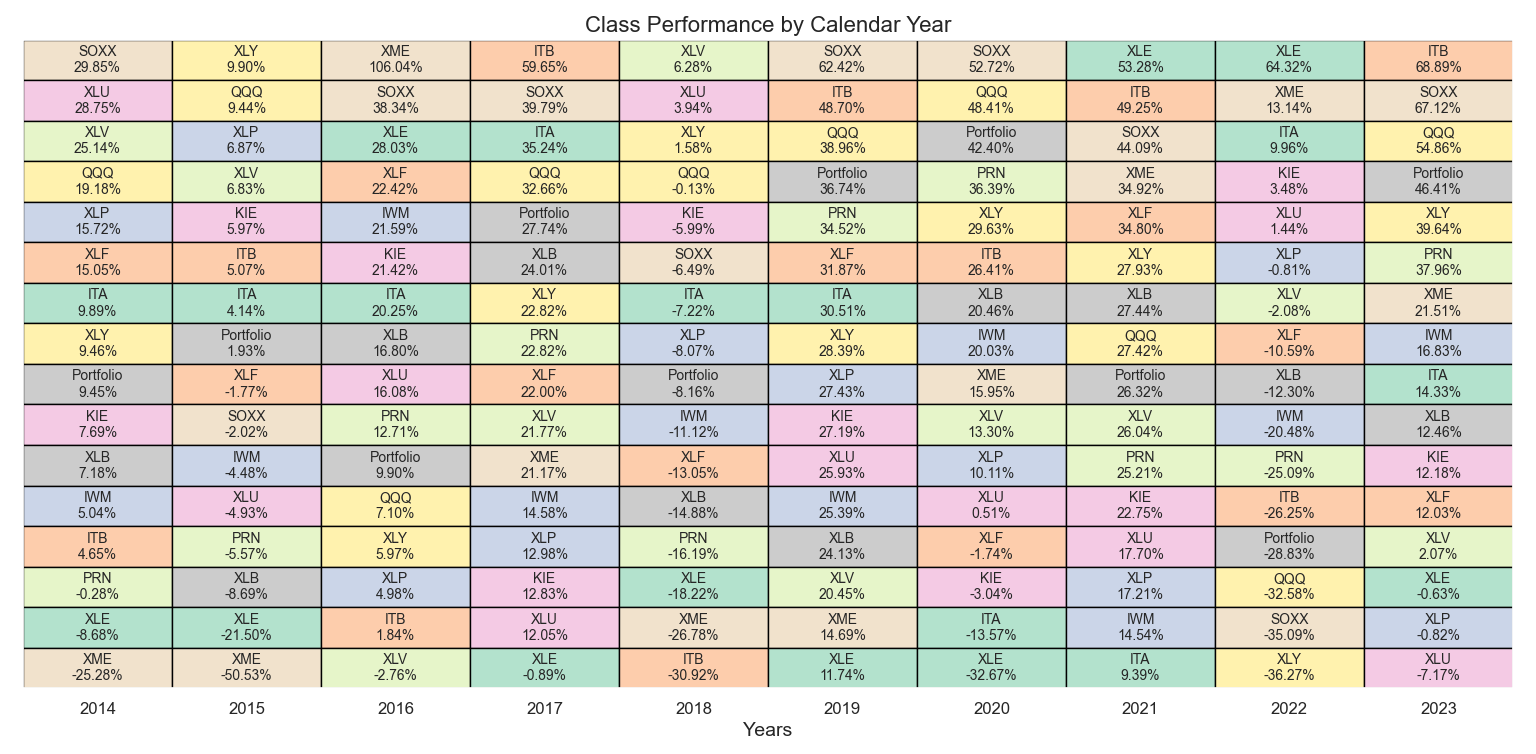 Class Performance by Calendar Year
SOXX XLY XME ITB XLV SOXX SOXX XLE XLE ITB
29.85% 9.90% 106.04% 59.65% 6.28% 62.42% 52.72% 53.28% 64.32% 68.89%
XLU QQQ SOXX SOXX XLU ITB QQQ ITB XME SOXX
28.75% 9.44% 38.34% 39.79% 3.94% 48.70% 48.41% 49.25% 13.14% 67.12%
XLV XLP XLE ITA XLY QQQ Portfolio SOXX ITA QQQ
25.14% 6.87% 28.03% 35.24% 1.58% 38.96% 42.40% 44.09% 9.96% 54.86%
QQQ XLV XLF QQQ QQQ Portfolio PRN XME KIE Portfolio
19.18% 6.83% 22.42% 32.66% -0.13% 36.74% 36.39% 34.92% 3.48% 46.41%
XLP KIE IWM Portfolio KIE PRN XLY XLF XLU XLY
15.72% 5.97% 21.59% 27.74% -5.99% 34.52% 29.63% 34.80% 1.44% 39.64%
XLF ITB KIE XLB SOXX XLF ITB XLY XLP PRN
15.05% 5.07% 21.42% 24.01% -6.49% 31.87% 26.41% 27.93% -0.81% 37.96%
ITA ITA ITA XLY ITA ITA XLB XLB XLV XME
9.89% 4.14% 20.25% 22.82% -7.22% 30.51% 20.46% 27.44% -2.08% 21.51%
XLY Portfolio XLB PRN XLP XLY IWM QQQ XLF IWM
9.46% 1.93% 16.80% 22.82% -8.07% 28.39% 20.03% 27.42% -10.59% 16.83%
Portfolio XLF XLU XLF Portfolio XLP XME Portfolio XLB ITA
9.45% -1.77% 16.08% 22.00% -8.16% 27.43% 15.95% 26.32% -12.30% 14.33%
KIE SOXX PRN XLV IWM KIE XLV XLV IWM XLB
7.69% -2.02% 12.71% 21.77% -11.12% 27.19% 13.30% 26.04% -20.48% 12.46%
XLB IWM Portfolio XME XLF XLU XLP PRN PRN KIE
7.18% -4.48% 9.90% 21.17% -13.05% 25.93% 10.11% 25.21% -25.09% 12.18%
IWM XLU QQQ IWM XLB IWM XLU KIE ITB XLF
5.04% -4.93% 7.10% 14.58% -14.88% 25.39% 0.51% 22.75% -26.25% 12.03%
ITB PRN XLY XLP PRN XLB XLF XLU Portfolio XLV
4.65% -5.57% 5.97% 12.98% -16.19% 24.13% -1.74% 17.70% -28.83% 2.07%
PRN XLB XLP KIE XLE XLV KIE XLP QQQ XLE
-0.28% -8.69% 4.98% 12.83% -18.22% 20.45% -3.04% 17.21% -32.58% -0.63%
XLE XLE ITB XLU XME XME ITA IWM SOXX XLP
-8.68% -21.50% 1.84% 12.05% -26.78% 14.69% -13.57% 14.54% -35.09% -0.82%
XME XME XLV XLE ITB XLE XLE ITA XLY XLU
-25.28% -50.53% -2.76% -0.89% -30.92% 11.74% -32.67% 9.39% -36.27% -7.17%
2014 2015 2016 2017 2018 2019 2020 2021 2022 2023
Years